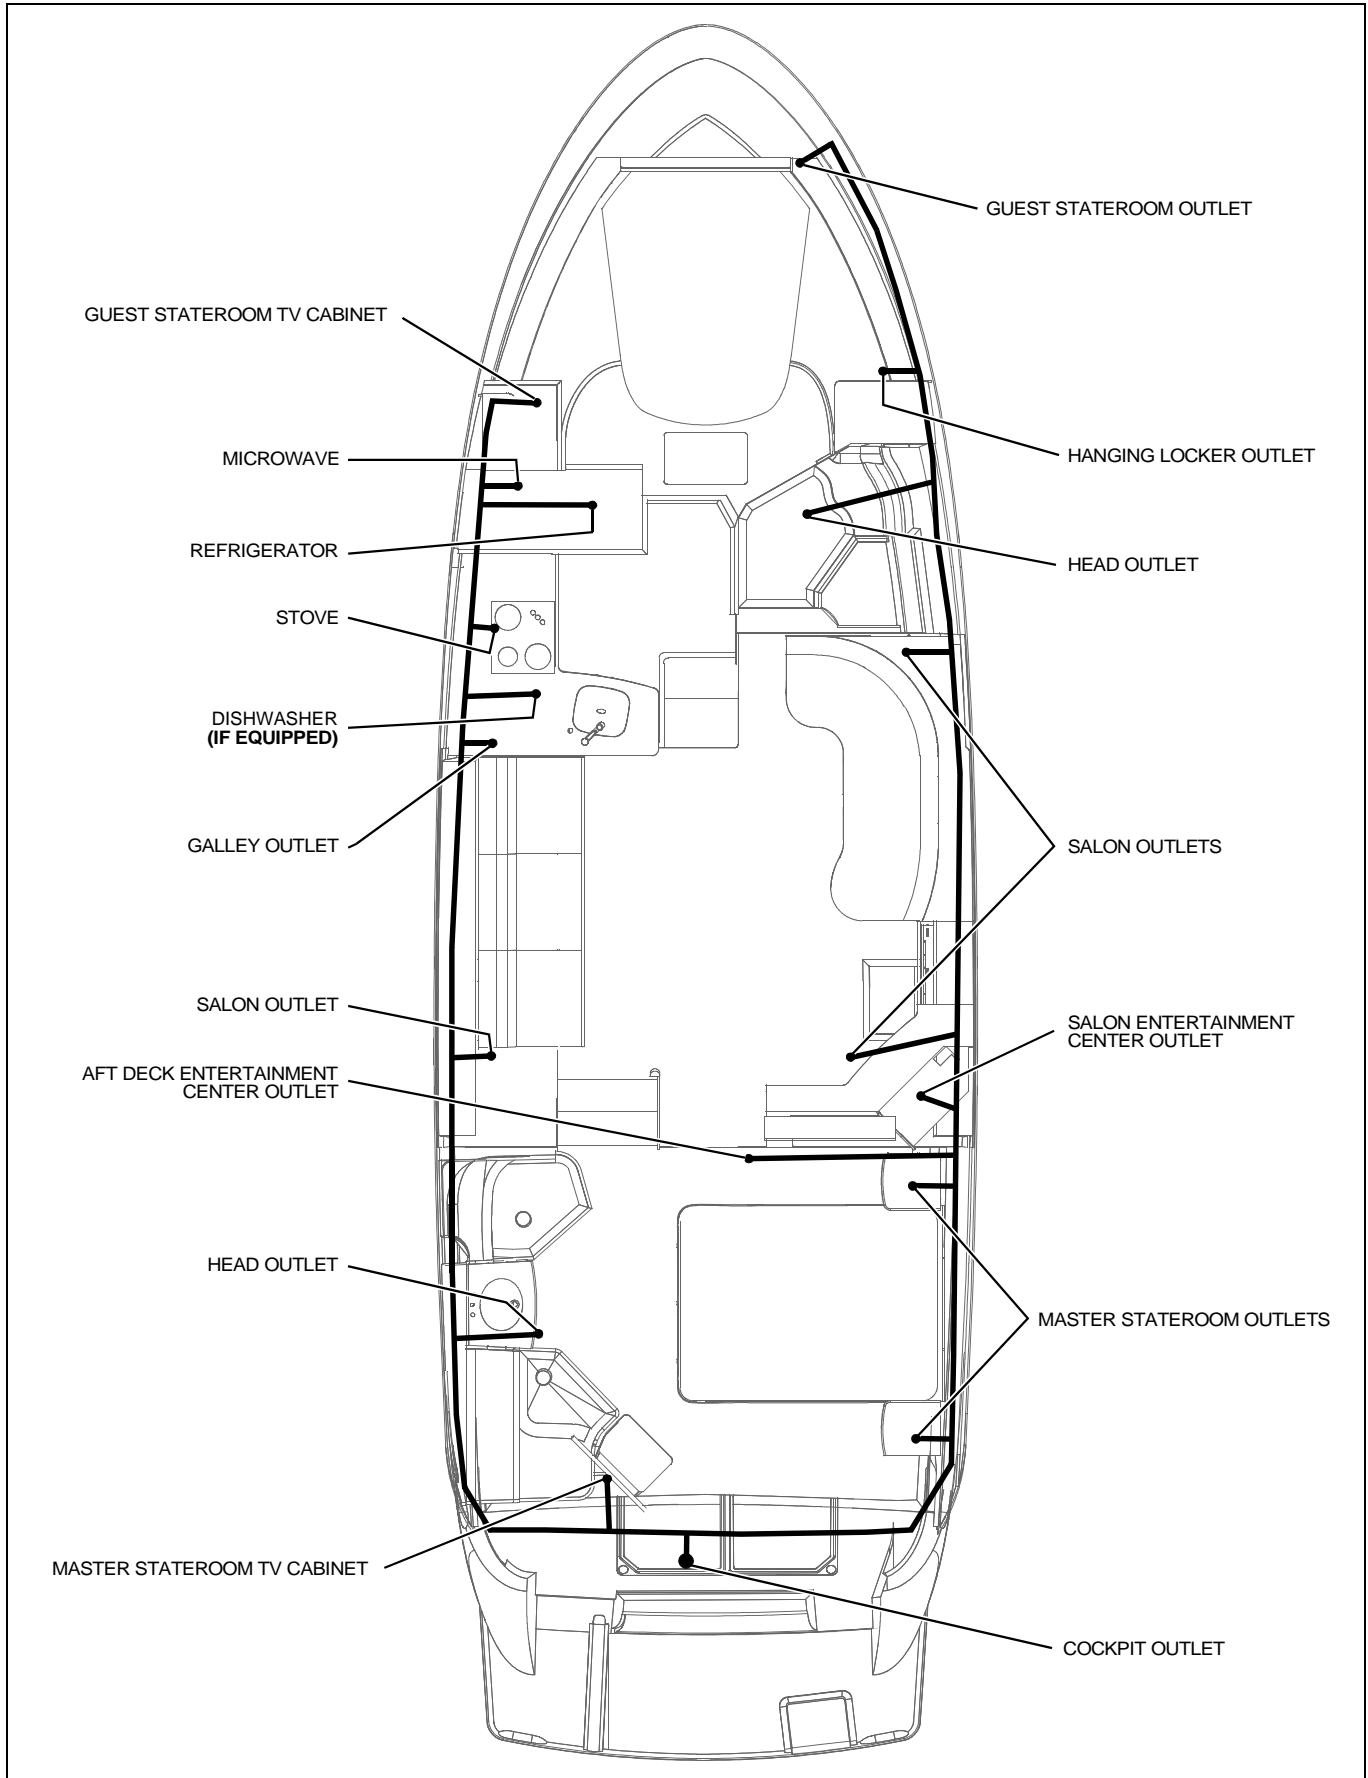 GUEST STATEROOM OUTLET
GUEST STATEROOM TV CABINET
MICROWAVE
HANGING LOCKER OUTLET
REFRIGERATOR
HEAD OUTLET
STOVE
DISHWASHER
(IF EQUIPPED)
GALLEY OUTLET
SALON OUTLETS
SALON OUTLET
SALON ENTERTAINMENT
CENTER OUTLET
AFT DECK ENTERTAINMENT
CENTER OUTLET
HEAD OUTLET
MASTER STATEROOM OUTLETS
MASTER STATEROOM TV CABINET
COCKPIT OUTLET